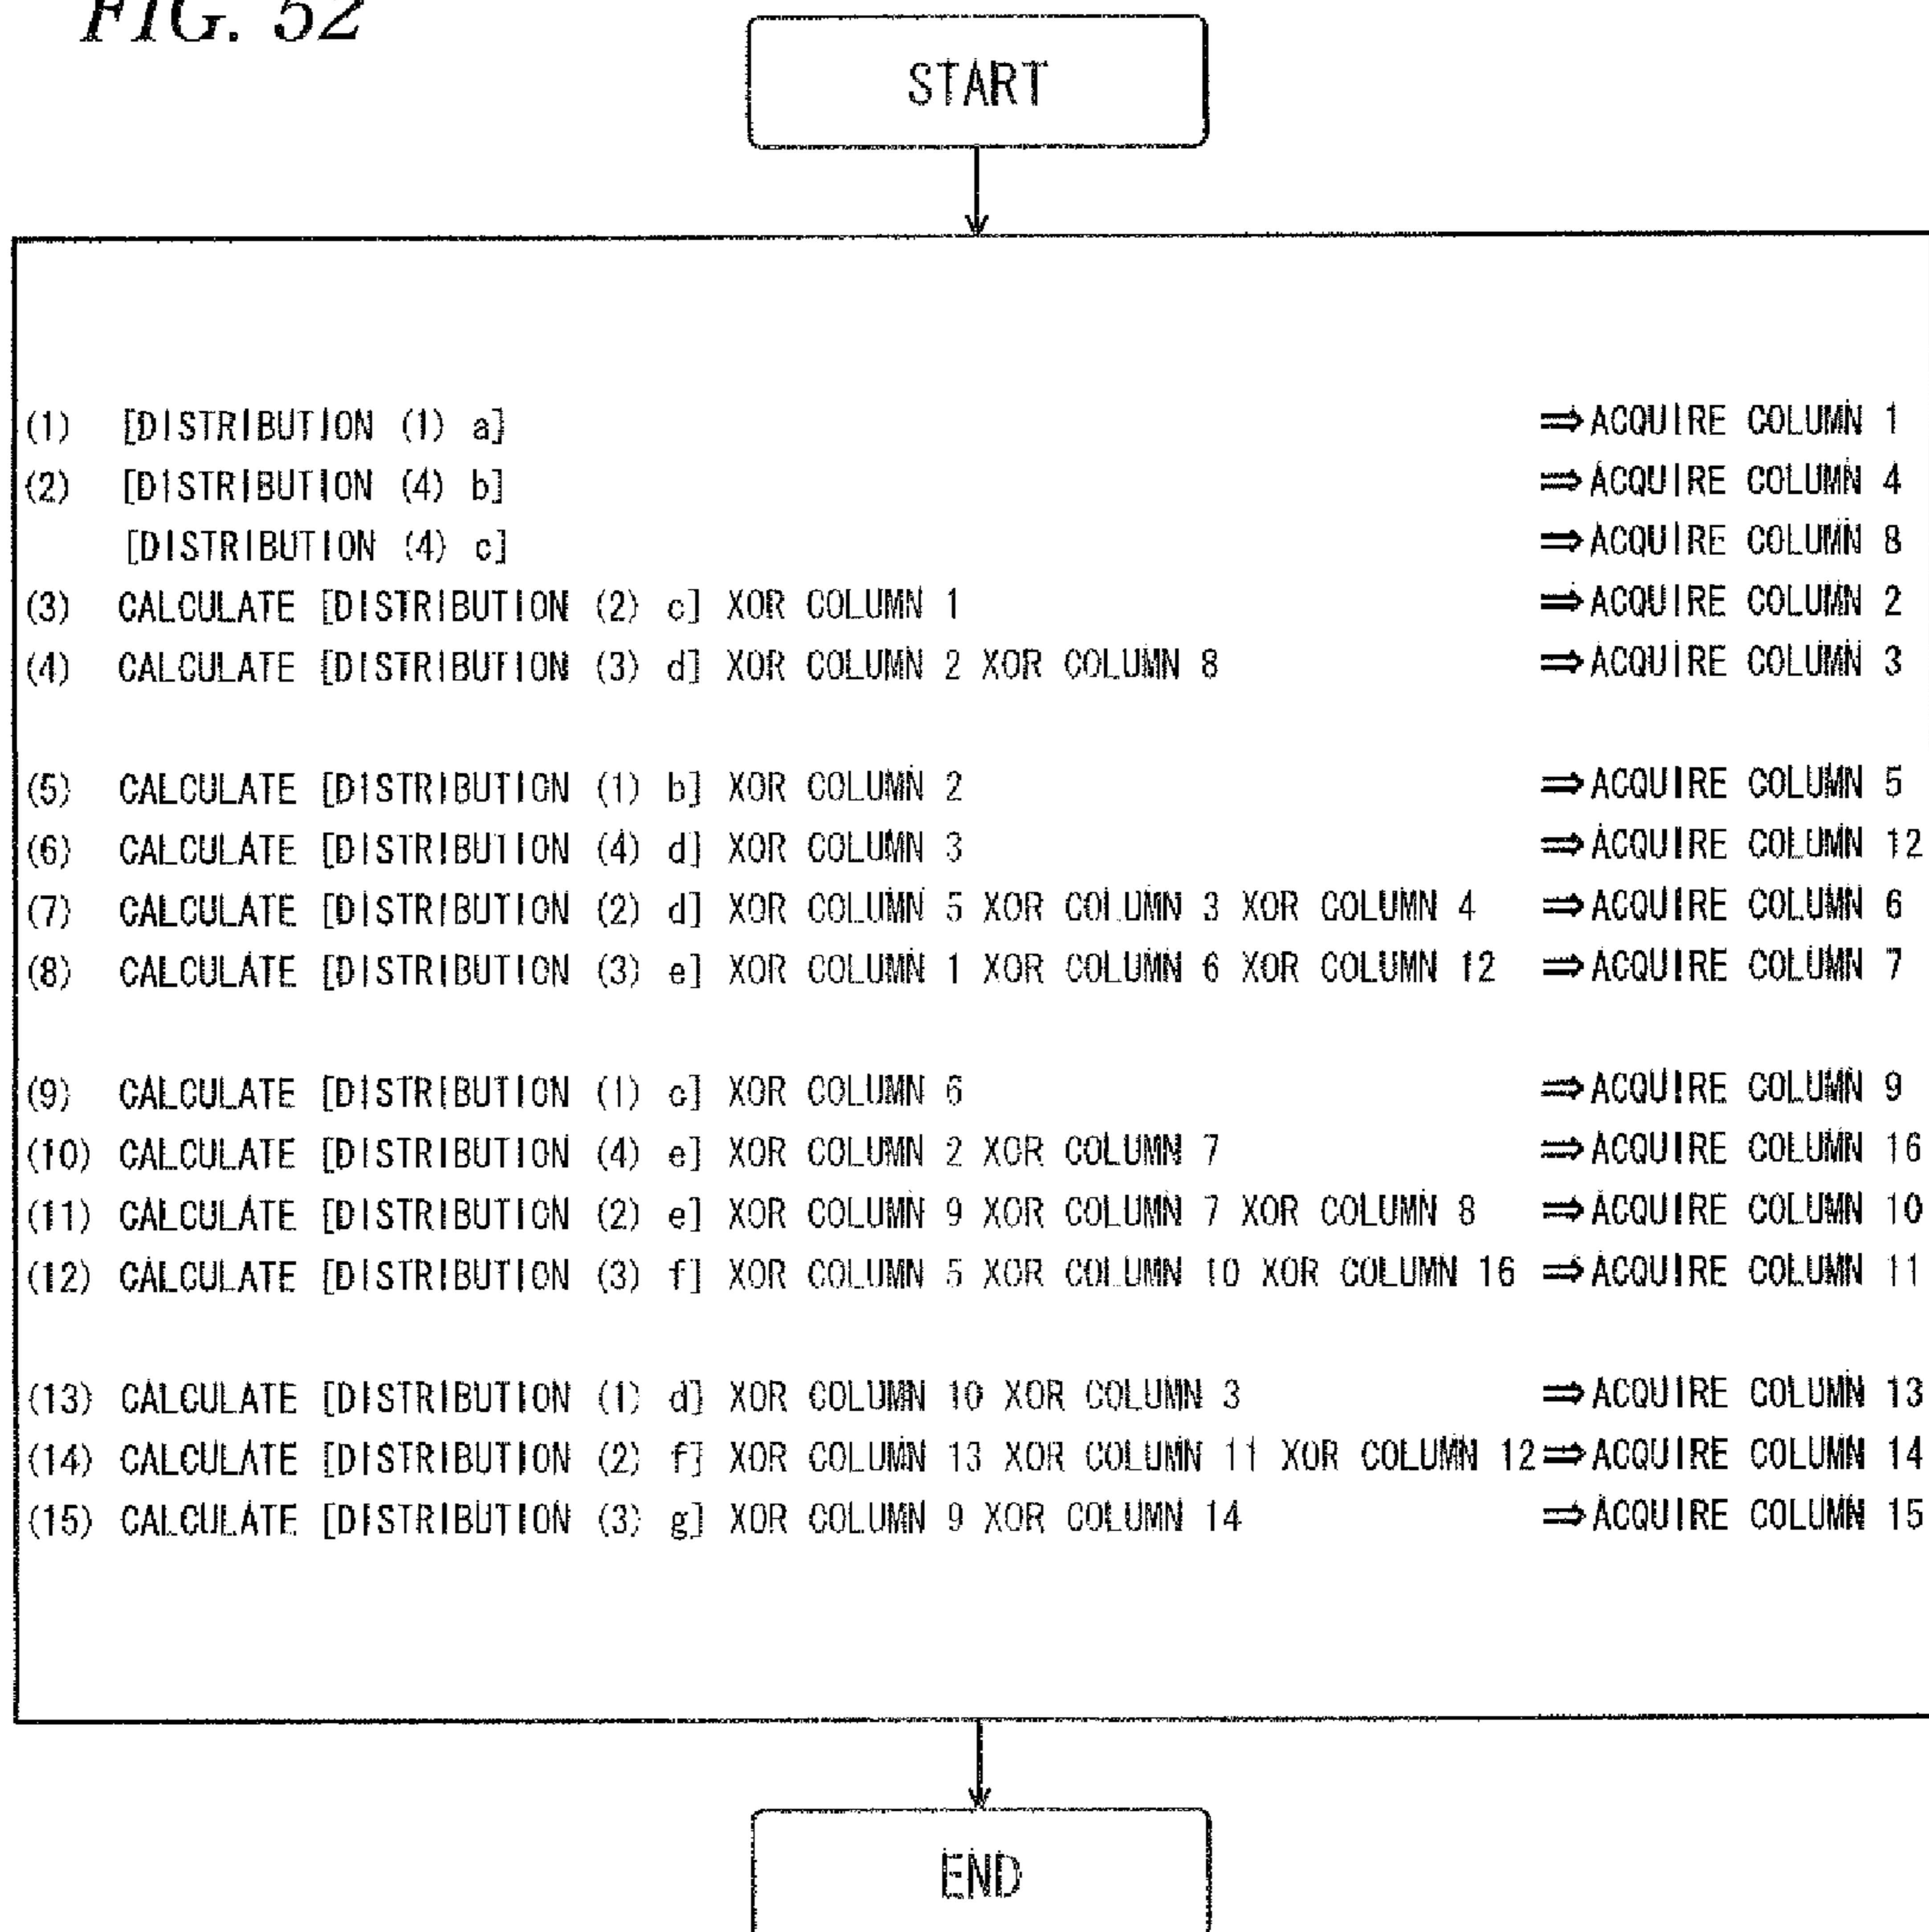 FIG. 52
START
(1) [DISTRIBUTION (1) a] ⇒ACQUIRE COLUMN 1
(2) [DISTRIBUTION (4) b] ⇒ACQUIRE COLUMN 4
[DISTRIBUTION (4) c] ⇒ACQUIRE COLUMN 8
(3) CALCULATE [DISTRIBUTION (2) c] XOR COLUMN 1 ⇒ACQUIRE COLUMN 2
(4) CALCULATE [DISTRIBUTION (3) d] XOR COLUMN 2 XOR COLUMN 8 ⇒ACQUIRE COLUMN 3
(5) CALCULATE [DISTRIBUTION (1) b] XOR COLUMN 2 ⇒ACQUIRE COLUMN 5
(6) CALCULATE [DISTRIBUTION (4) d] XOR COLUMN 3 ⇒ACQUIRE COLUMN 12
(7) CALCULATE [DISTRIBUTION (2) d] XOR COLUMN 5 XOR COLUMN 3 XOR COLUMN 4 ⇒ACQUIRE COLUMN 6
(8) CALCULATE [DISTRIBUTION (3) e] XOR COLUMN 1 XOR COLUMN 6 XOR COLUMN 12 ⇒ACQUIRE COLUMN 7
(9) CALCULATE [DISTRIBUTION (1) c] XOR COLUMN 6 ⇒ACQUIRE COLUMN 9
(10) CALCULATE [DISTRIBUTION (4) e] XOR COLUMN 2 XOR COLUMN 7 ⇒ACQUIRE COLUMN 16
(11) CALCULATE [DISTRIBUTION (2) e] XOR COLUMN 9 XOR COLUMN 7 XOR COLUMN 8 ⇒ACQUIRE COLUMN 10
(12) CALCULATE [DISTRIBUTION (3) f] XOR COLUMN 5 XOR COLUMN 10 XOR COLUMN 16 ⇒ACQUIRE COLUMN 11
(13) CALCULATE [DISTRIBUTION (1) d] XOR COLUMN 10 XOR COLUMN 3 ⇒ACQUIRE COLUMN 13
(14) CALCULATE [DISTRIBUTION (2) f] XOR COLUMN 13 XOR COLUMN 11 XOR COLUMN 12⇒ACQUIRE COLUMN 14
(15) CALCULATE [DISTRIBUTION (3) g] XOR COLUMN 9 XOR COLUMN 14 ⇒ACQUIRE COLUMN 15
END